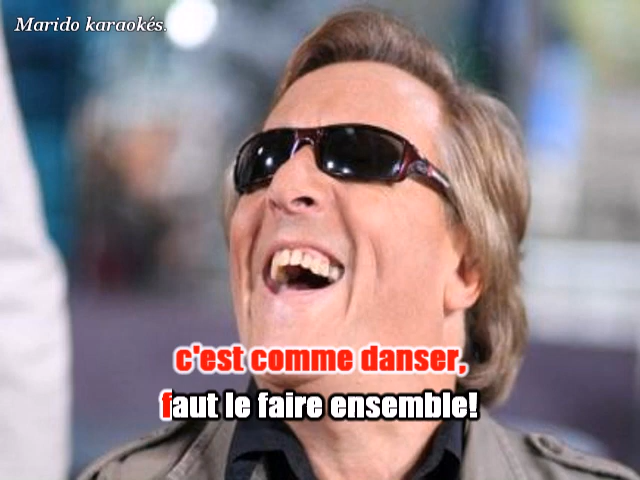 Marido karaokés.
c'est comme danser,
faut le faire ensemble!